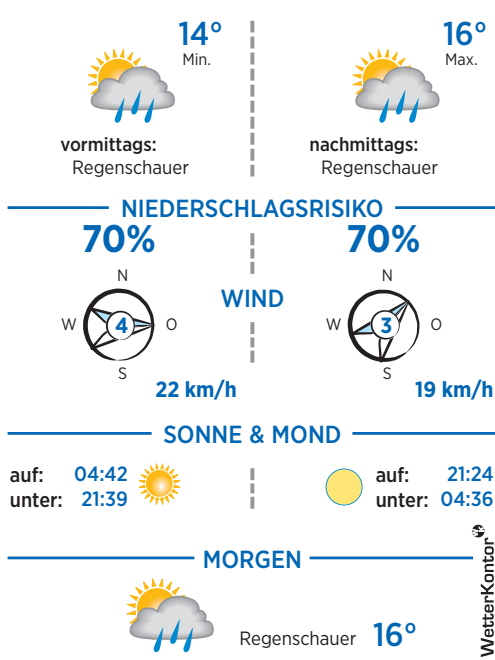 14°
Min.
vormittags:
Regenschauer
16°
Max.
nachmittags:
Regenschauer
NIEDERSCHLAGSRISIKO
70%
70%
WIND
N
W
4
O
S
22 km/h
N
W
3
O
S
19 km/h
SONNE & MOND
auf: 04:42
unter: 21:39
auf: 21:24
unter: 04:36
MORGEN
Regenschauer 16°
WetterKontor